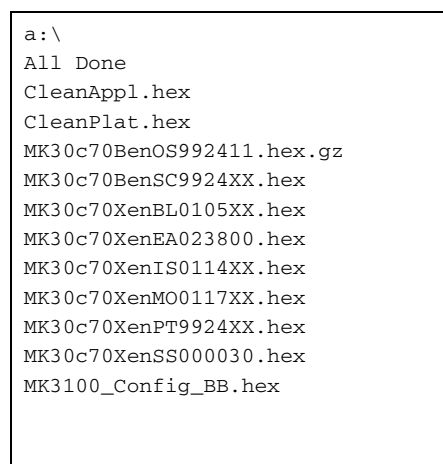 a:\
All Done
CleanAppl.hex
CleanPlat.hex
MK30c70BenOS992411.hex.gz
MK30c70BenSC9924XX.hex
MK30c70XenBL0105XX.hex
MK30c70XenEA023800.hex
MK30c70XenIS0114XX.hex
MK30c70XenMO0117XX.hex
MK30c70XenPT9924XX.hex
MK30c70XenSS000030.hex
MK3100_Config_BB.hex